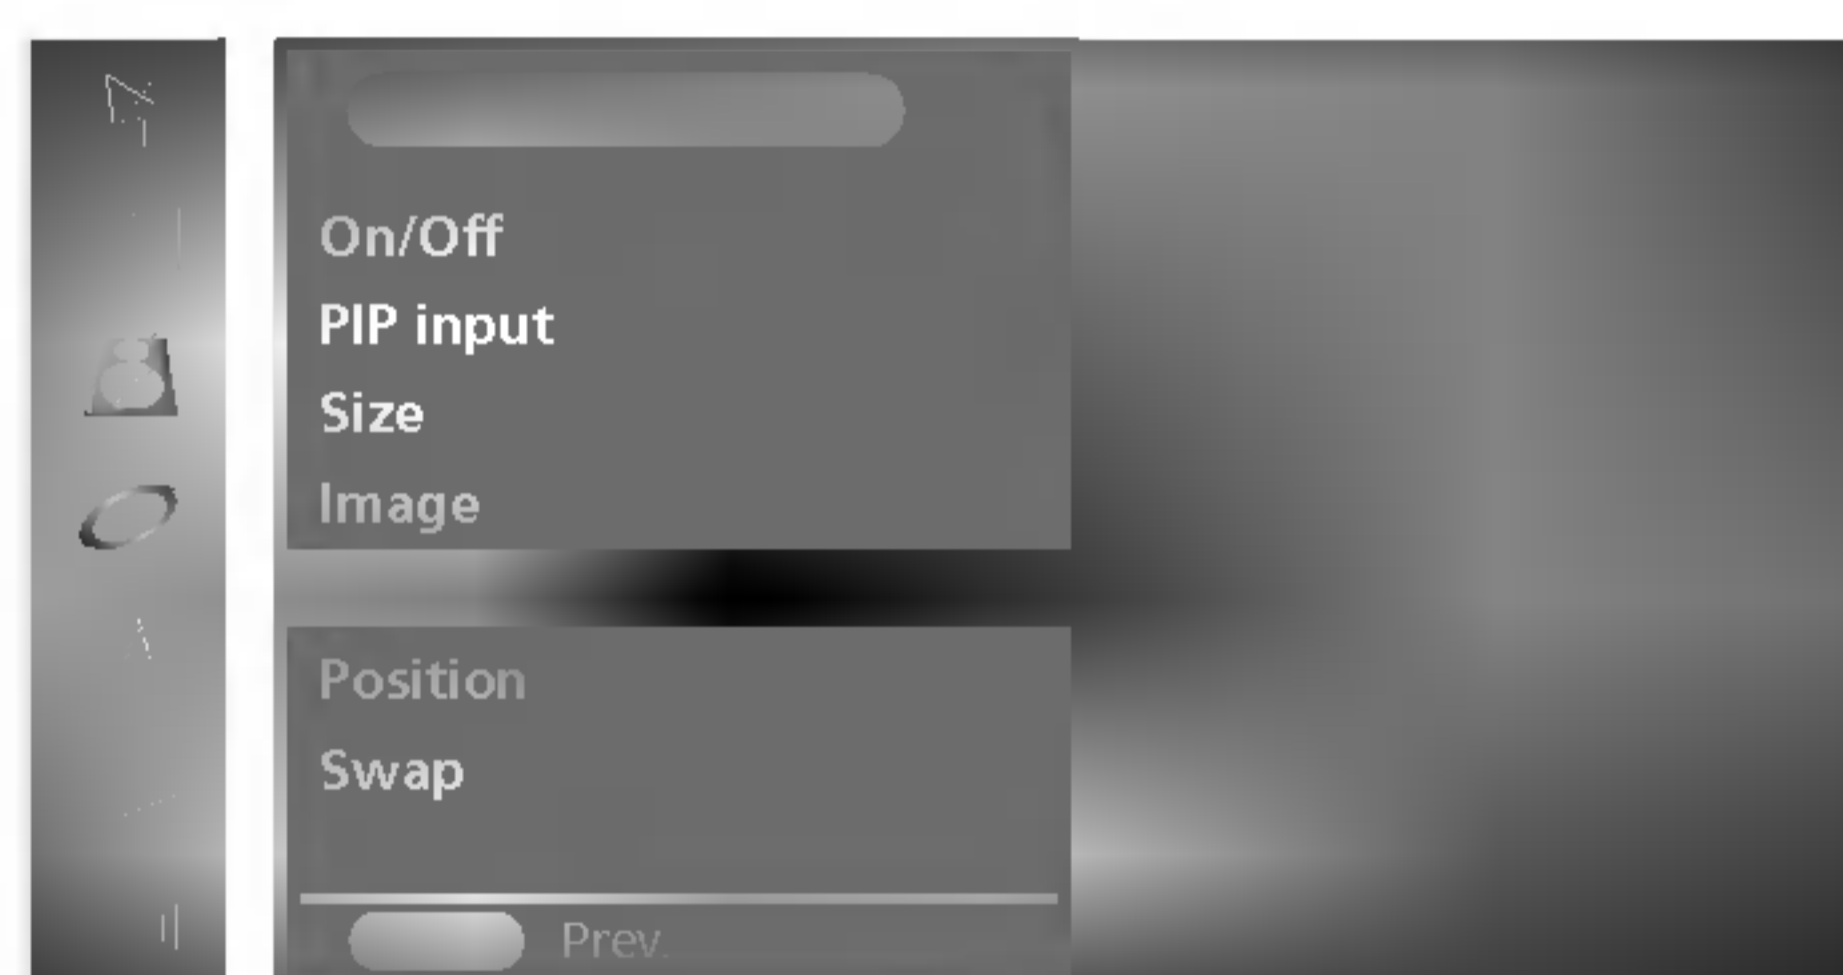 On/Off
PIP input
Size
Image
Position
Swap
Prev.